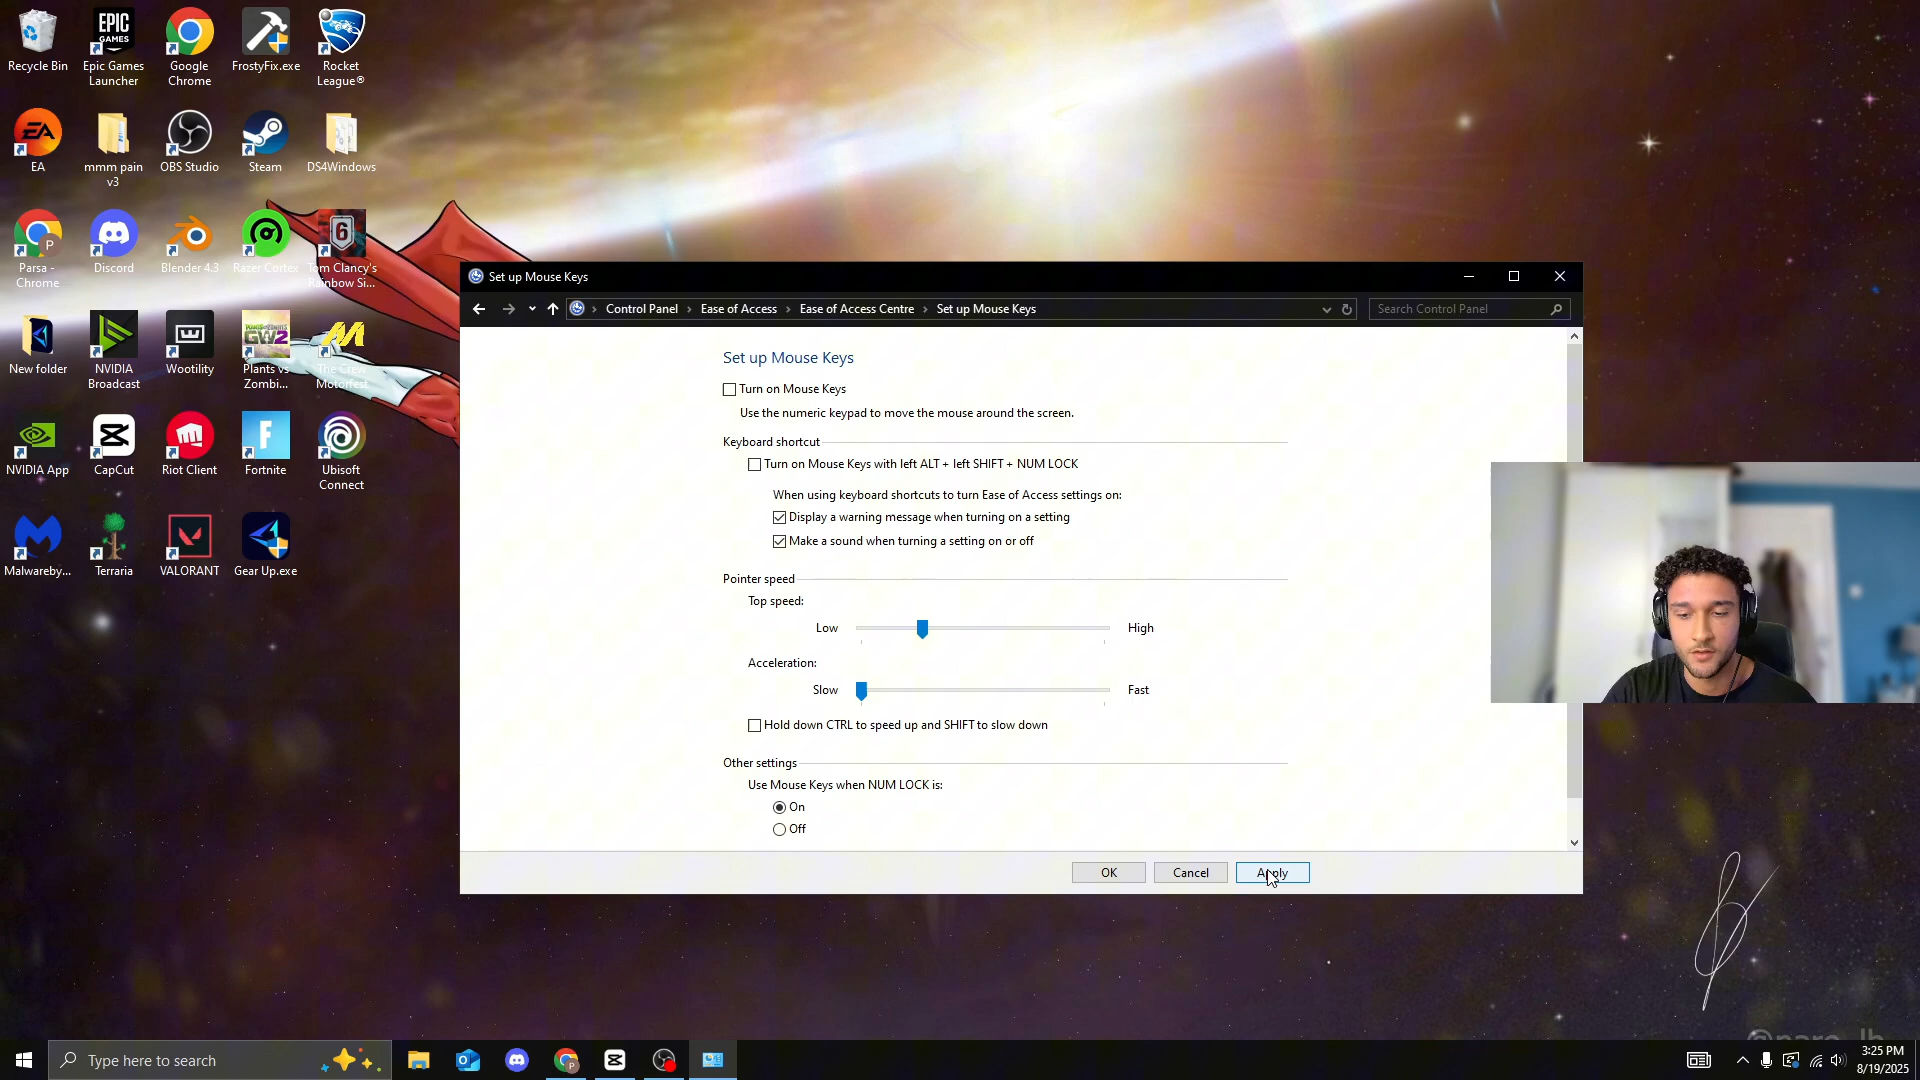 Recycle Bin
Epic Games
Launcher
Google
Chrome
FrostyFix.exe
Rocket
League®
EPIC
GAMES
EA
EA
mmm pain
v3
OBS Studio
Steam
DS4Windows
Parsa -
Chrome
P
Discord
Blender 4.3
Razer Cortex
Tom Clancy's
Rainbow Si...
6
New folder
NVIDIA
Broadcast
Wootility
Plants vs
Zombi...
GW2
The Crew
Motorfest
NVIDIA App
CapCut
Riot Client
Fortnite
F
Ubisoft
Connect
Malwareby...
Terraria
VALORANT
Gear Up.exe
Set up Mouse Keys
Control Panel
Ease of Access
Ease of Access Centre
Set up Mouse Keys
Search Control Panel
Set up Mouse Keys
Turn on Mouse Keys
Use the numeric keypad to move the mouse around the screen.
Keyboard shortcut
Turn on Mouse Keys with left ALT + left SHIFT + NUM LOCK
When using keyboard shortcuts to turn Ease of Access settings on:
Display a warning message when turning on a setting
Make a sound when turning a setting on or off
Pointer speed
Top speed:
Low
High
Acceleration:
Slow
Fast
Hold down CTRL to speed up and SHIFT to slow down
Other settings
Use Mouse Keys when NUM LOCK is:
On
Off
OK
Cancel
Apply
Type here to search
3:25 PM
8/19/2025